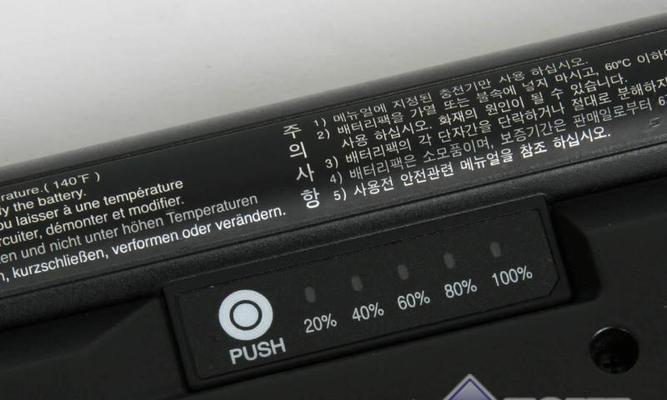 rature.( 140°F )
y the battery.
ou laisser à une température
rcuiter, démonter et modifier.
en und nicht unter höhen Temperaturen
n, kurzschließen, verformen oder verändern.
주의사항
1) 메뉴얼에 지정된 충전기만 사용 하십시오.
2) 배터리팩을 가열 또는 불속에 넣지 마시고, 60°C 이하에
사용 하십시오. 화재의 원인이 될 수 있습니다.
3) 배터리팩의 각 단자간을 단락하거나 절대로 분해하지
4) 배터리팩은 소모품이며, 보증기간은 판매일로부터 6
5) 사용전 안전관련 메뉴얼을 참조 하십시오.
20% 40% 60% 80% 100%
PUSH